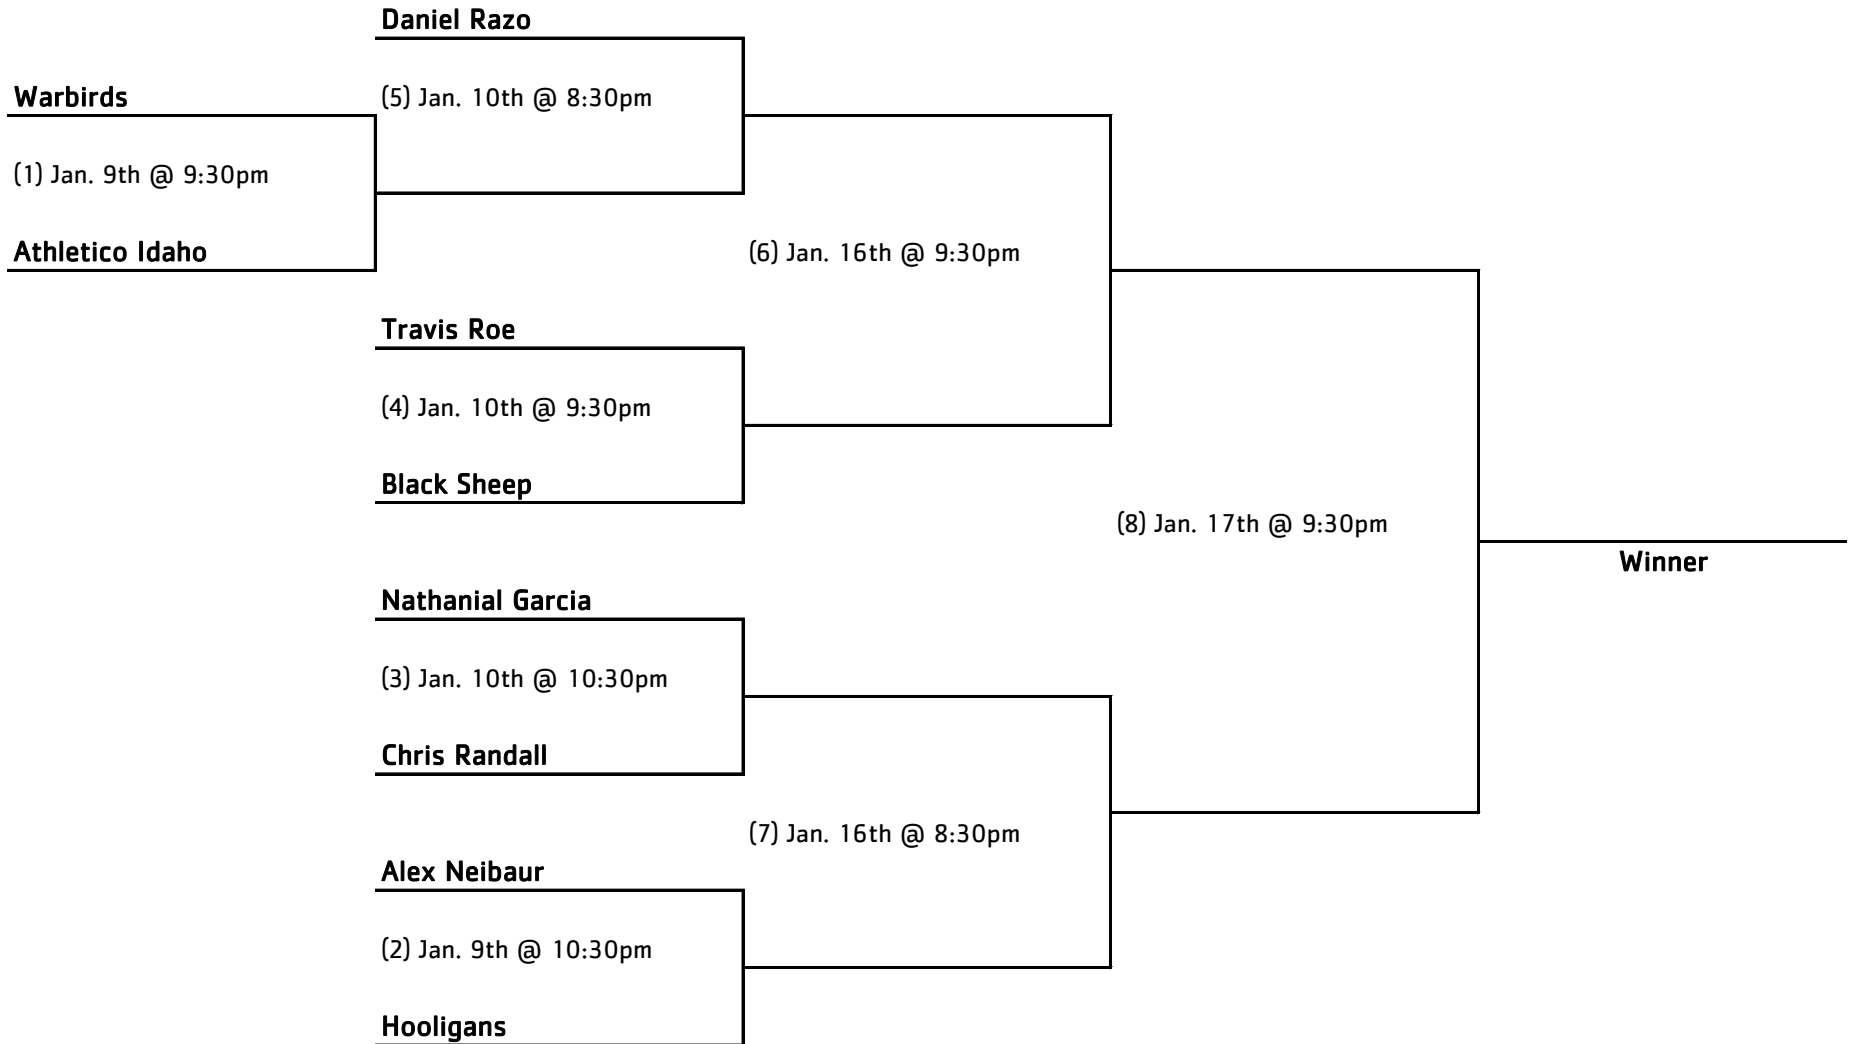 Daniel Razo
Warbirds
(5) Jan. 10th @ 8:30pm
(1) Jan. 9th @ 9:30pm
Athletico Idaho
(6) Jan. 16th @ 9:30pm
Travis Roe
(4) Jan. 10th @ 9:30pm
Black Sheep
(8) Jan. 17th @ 9:30pm
Winner
Nathanial Garcia
(3) Jan. 10th @ 10:30pm
Chris Randall
(7) Jan. 16th @ 8:30pm
Alex Neibaur
(2) Jan. 9th @ 10:30pm
Hooligans